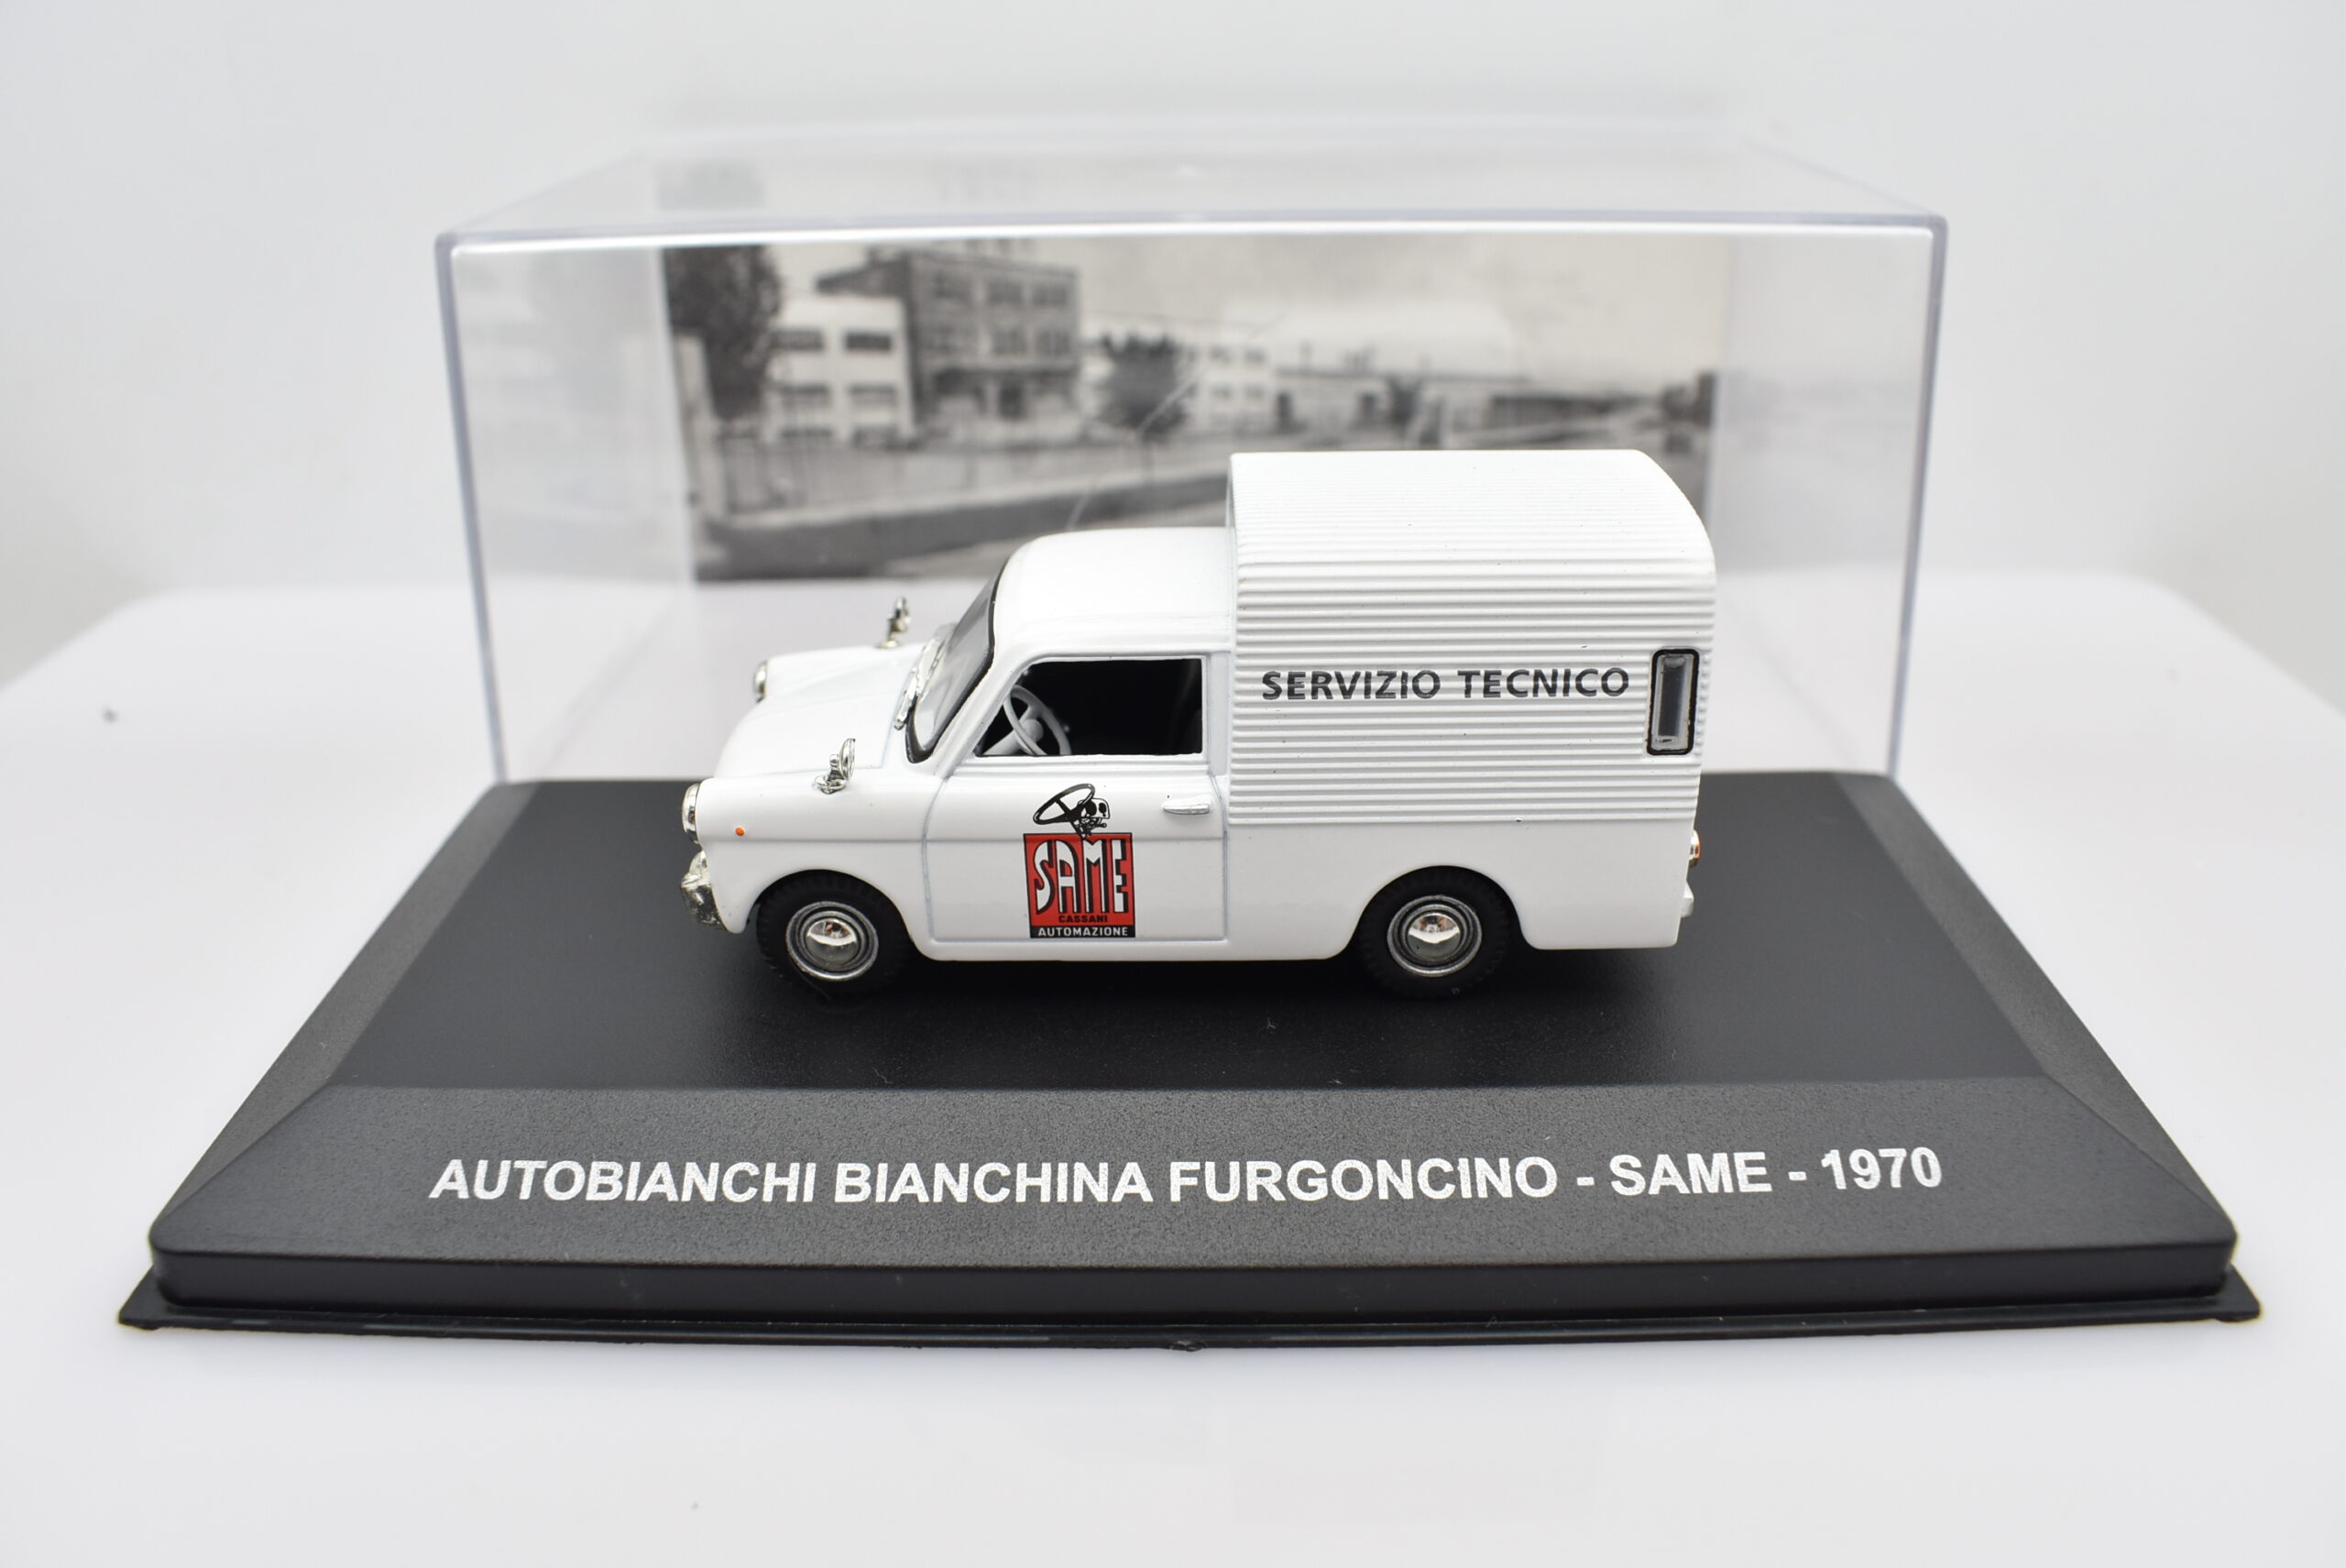 SERVIZIO TECNICO
SAME
CASSANI
AUTOMAZIONE
AUTOBIANCHI BIANCHINA FURGONCINO - SAME - 1970